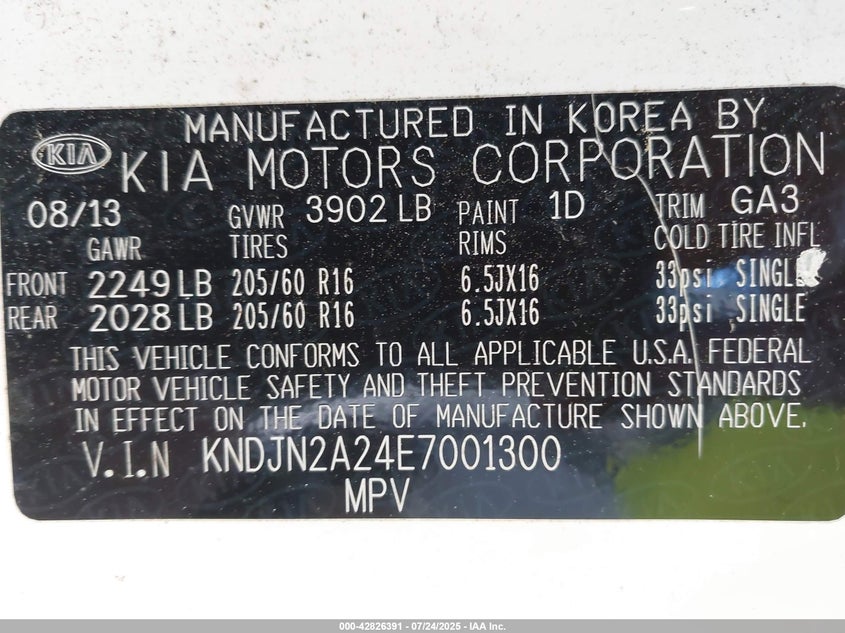 MANUFACTURED IN KOREA BY
KIA KIA MOTORS CORPORATION
08/13 GVWR 3902 LB PAINT 1D TRIM GA3
GAWR TIRES RIMS COLD TIRE INFL
FRONT 2249 LB 205/60 R16 6.5JX16 33psi SINGLE
REAR 2028 LB 205/60 R16 6.5JX16 33psi SINGLE
THIS VEHICLE CONFORMS TO ALL APPLICABLE U.S.A. FEDERAL
MOTOR VEHICLE SAFETY AND THEFT PREVENTION STANDARDS
IN EFFECT ON THE DATE OF MANUFACTURE SHOWN ABOVE.
V.I.N KNDJN2A24E7001300
MPV
000-42826391 - 07/24/2025 - IAA Inc.